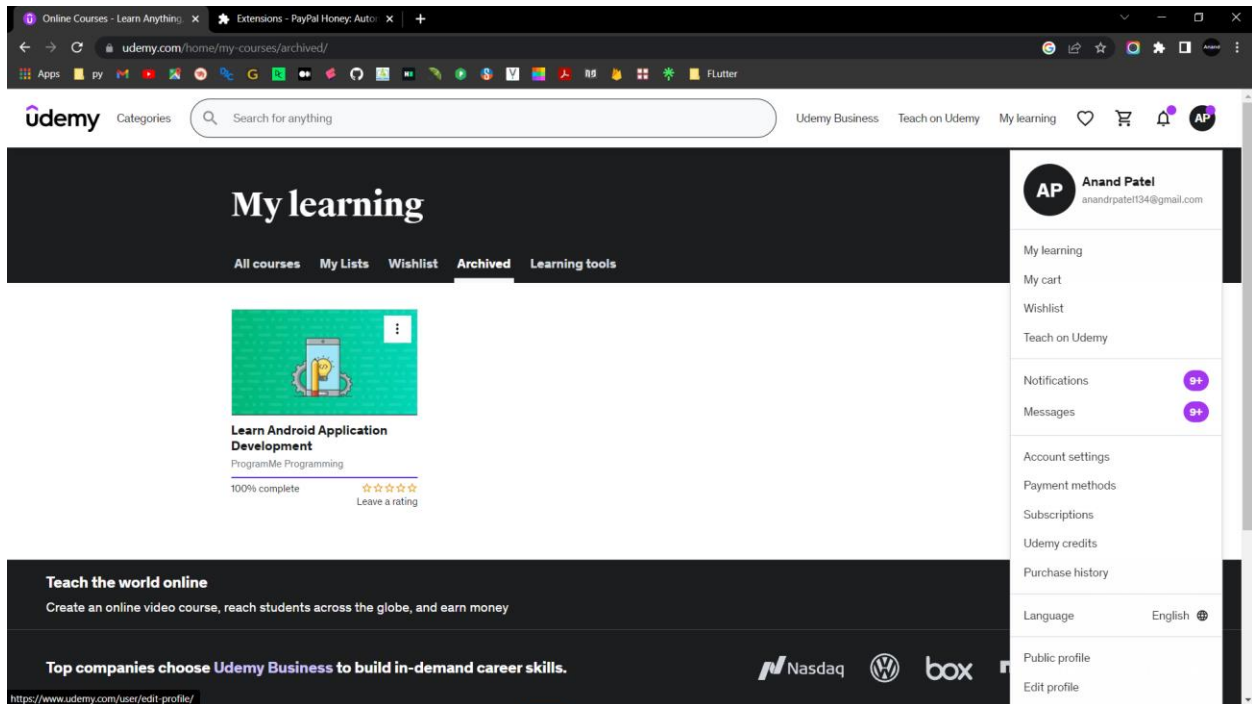 Online Courses - Learn Anything,
Extensions - PayPal Honey: Autor
udemy.com/home/my-courses/archived/
Apps
py
FLutter
ûdemy
Categories
Search for anything
Udemy Business
Teach on Udemy
My learning
AP
My learning
All courses
My Lists
Wishlist
Archived
Learning tools
Learn Android Application
Development
ProgramMe Programming
100% complete
Leave a rating
AP
Anand Patel
anandrpatel134@gmail.com
My learning
My cart
Wishlist
Teach on Udemy
Notifications 9+
Messages 9+
Account settings
Payment methods
Subscriptions
Udemy credits
Purchase history
Language English
Public profile
Edit profile
Teach the world online
Create an online video course, reach students across the globe, and earn money
Top companies choose Udemy Business to build in-demand career skills.
Nasdaq
box
https://www.udemy.com/user/edit-profile/